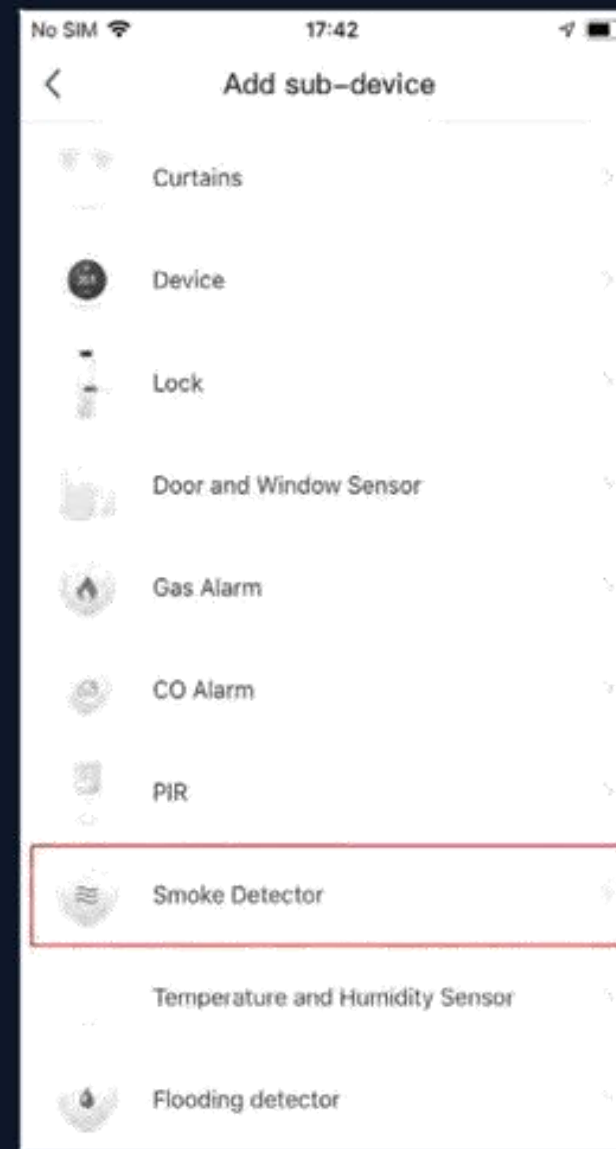 No SIM 17:42
Add sub-device
Curtains
Device
Lock
Door and Window Sensor
Gas Alarm
CO Alarm
PIR
Smoke Detector
Temperature and Humidity Sensor
Flooding detector